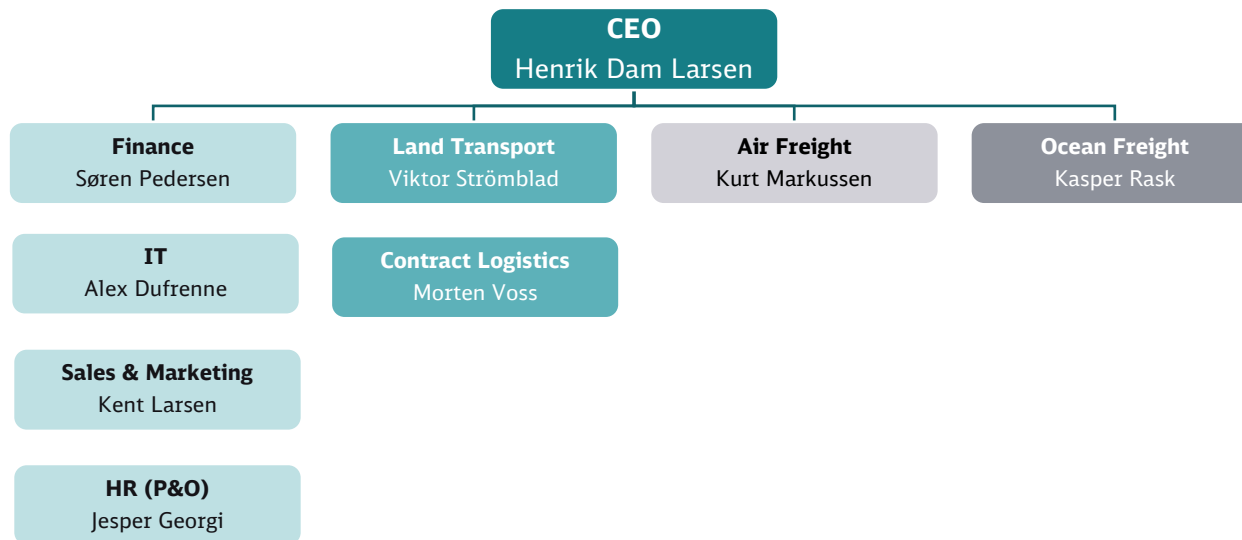 CEO
Henrik Dam Larsen
Finance
Søren Pedersen
Land Transport
Viktor Strömblad
Air Freight
Kurt Markussen
Ocean Freight
Kasper Rask
IT
Alex Dufrenne
Contract Logistics
Morten Voss
Sales & Marketing
Kent Larsen
HR (P&O)
Jesper Georgi